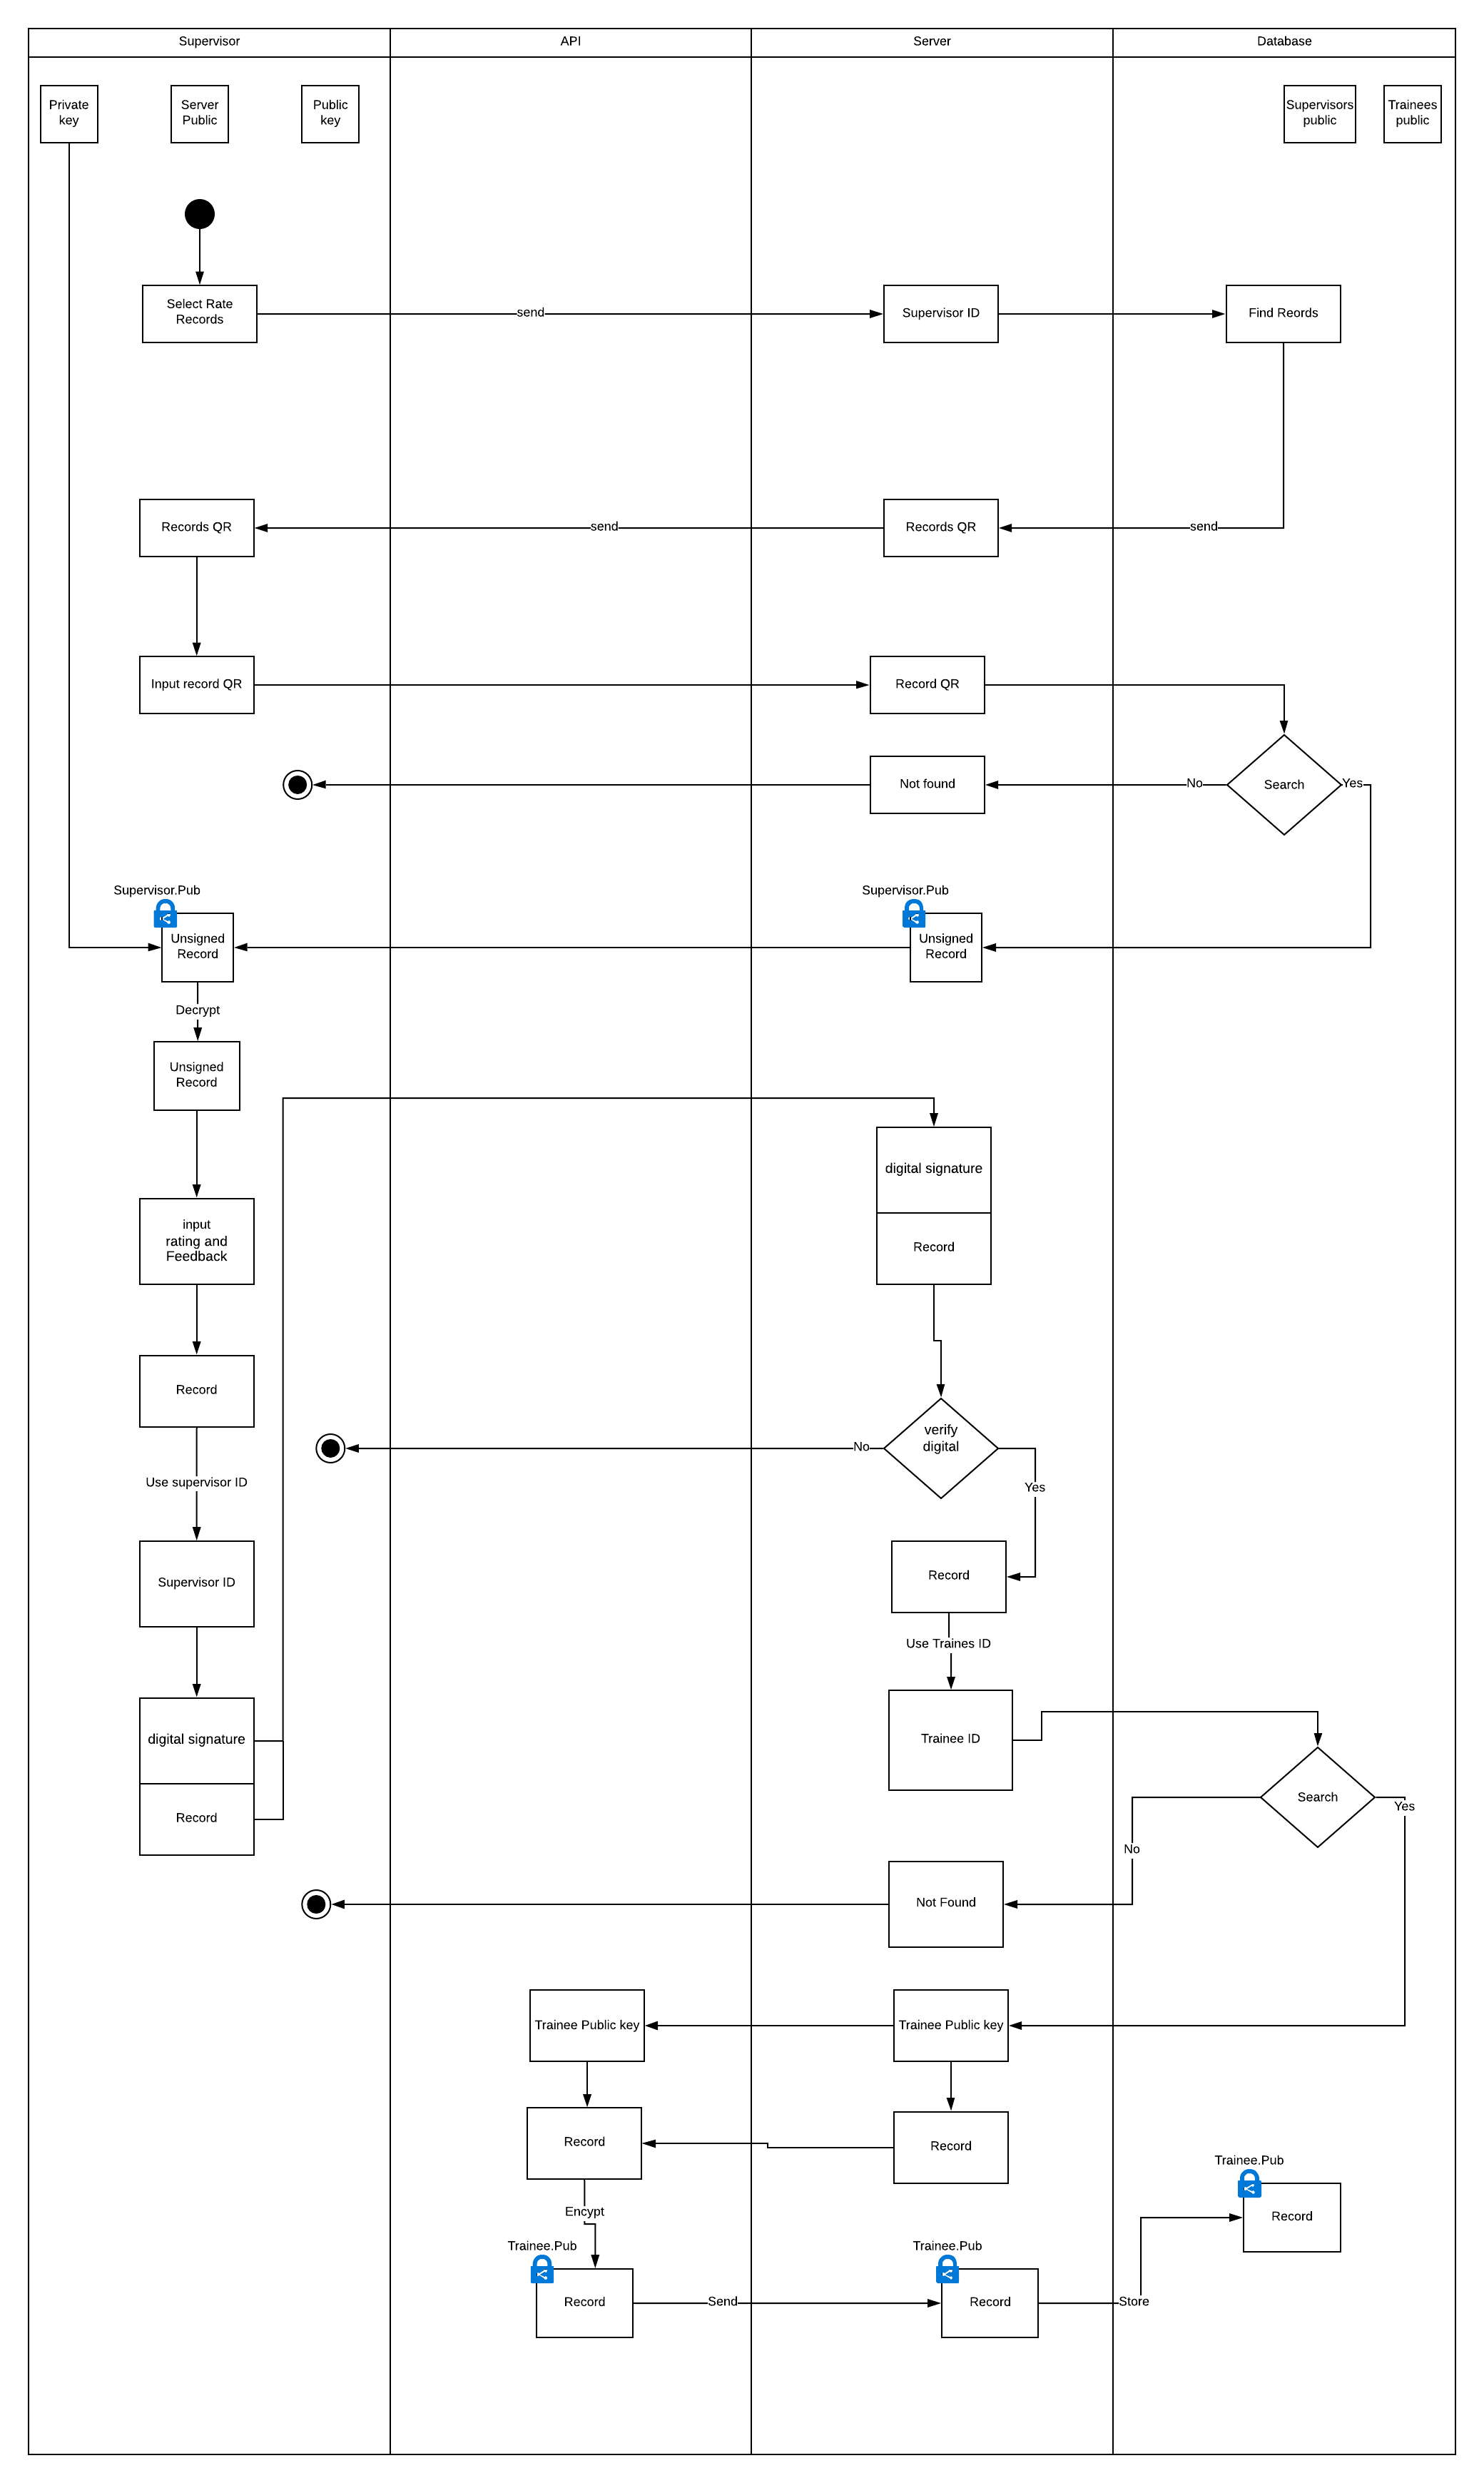 Supervisor
API
Server
Database
Private
key
Server
Public
Public
key
Supervisors
public
Trainees
public
Select Rate
Records
send
Supervisor ID
Find Reords
Records QR
send
Records QR
send
Input record QR
Record QR
Not found
No
Search
Yes
Supervisor.Pub
Unsigned
Record
Supervisor.Pub
Unsigned
Record
Decrypt
Unsigned
Record
digital signature
Record
input
rating and
Feedback
Record
No
verify
digital
Yes
Use supervisor ID
Supervisor ID
Record
Use Traines ID
digital signature
Record
Trainee ID
Search
Yes
No
Not Found
Trainee Public key
Trainee Public key
Record
Record
Encypt
Trainee.Pub
Record
Send
Trainee.Pub
Record
Store
Trainee.Pub
Record